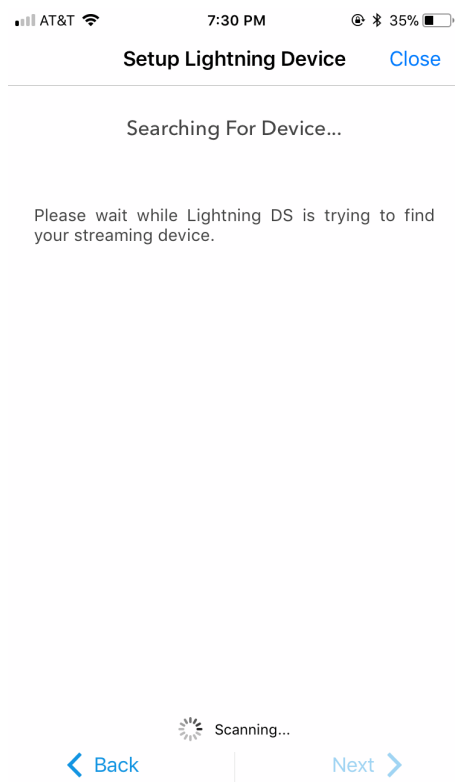 AT&T 7:30 PM 35%
Setup Lightning Device Close
Searching For Device...
Please wait while Lightning DS is trying to find
your streaming device.
Scanning...
Back Next